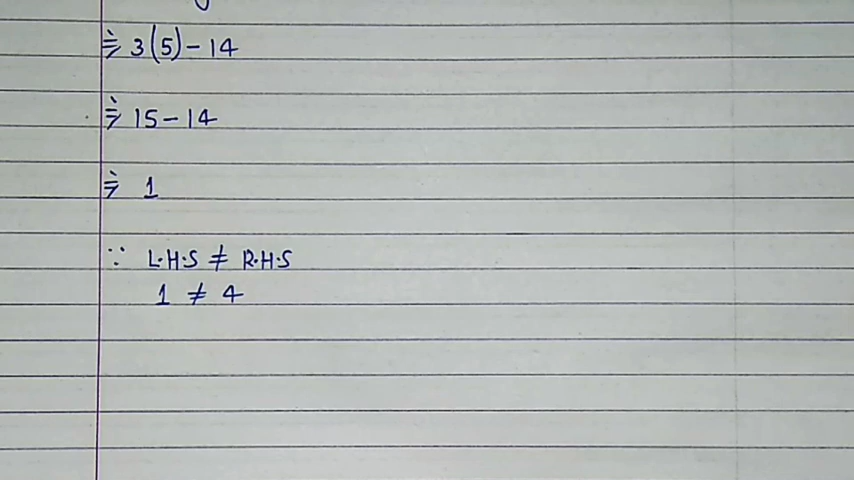 ⇒ 3(5) - 14
⇒ 15 - 14
⇒ 1
∵ L.H.S ≠ R.H.S
1 ≠ 4